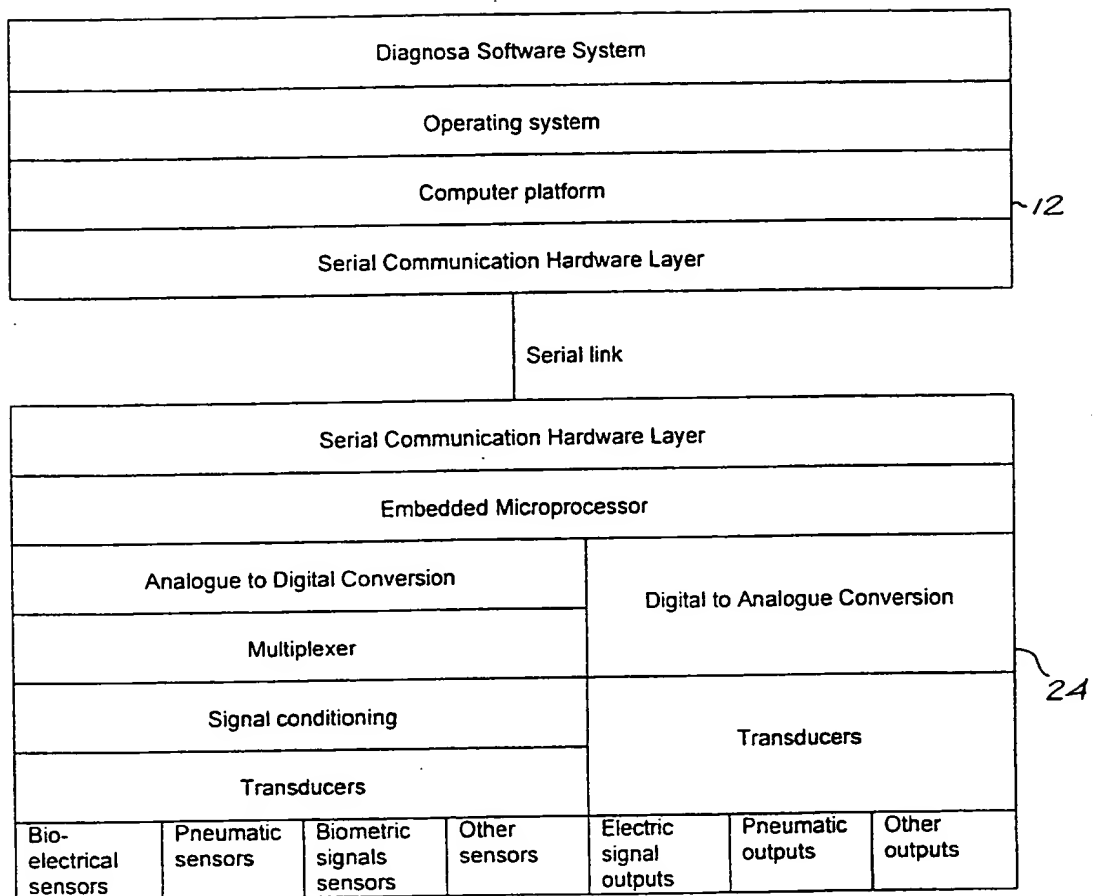 Diagnosa Software System
Operating system
Computer platform
12
Serial Communication Hardware Layer
Serial link
Serial Communication Hardware Layer
Embedded Microprocessor
Analogue to Digital Conversion
Digital to Analogue Conversion
Multiplexer
24
Signal conditioning
Transducers
Transducers
Bio-
electrical
sensors
Pneumatic
sensors
Biometric
signals
sensors
Other
sensors
Electric
signal
outputs
Pneumatic
outputs
Other
outputs